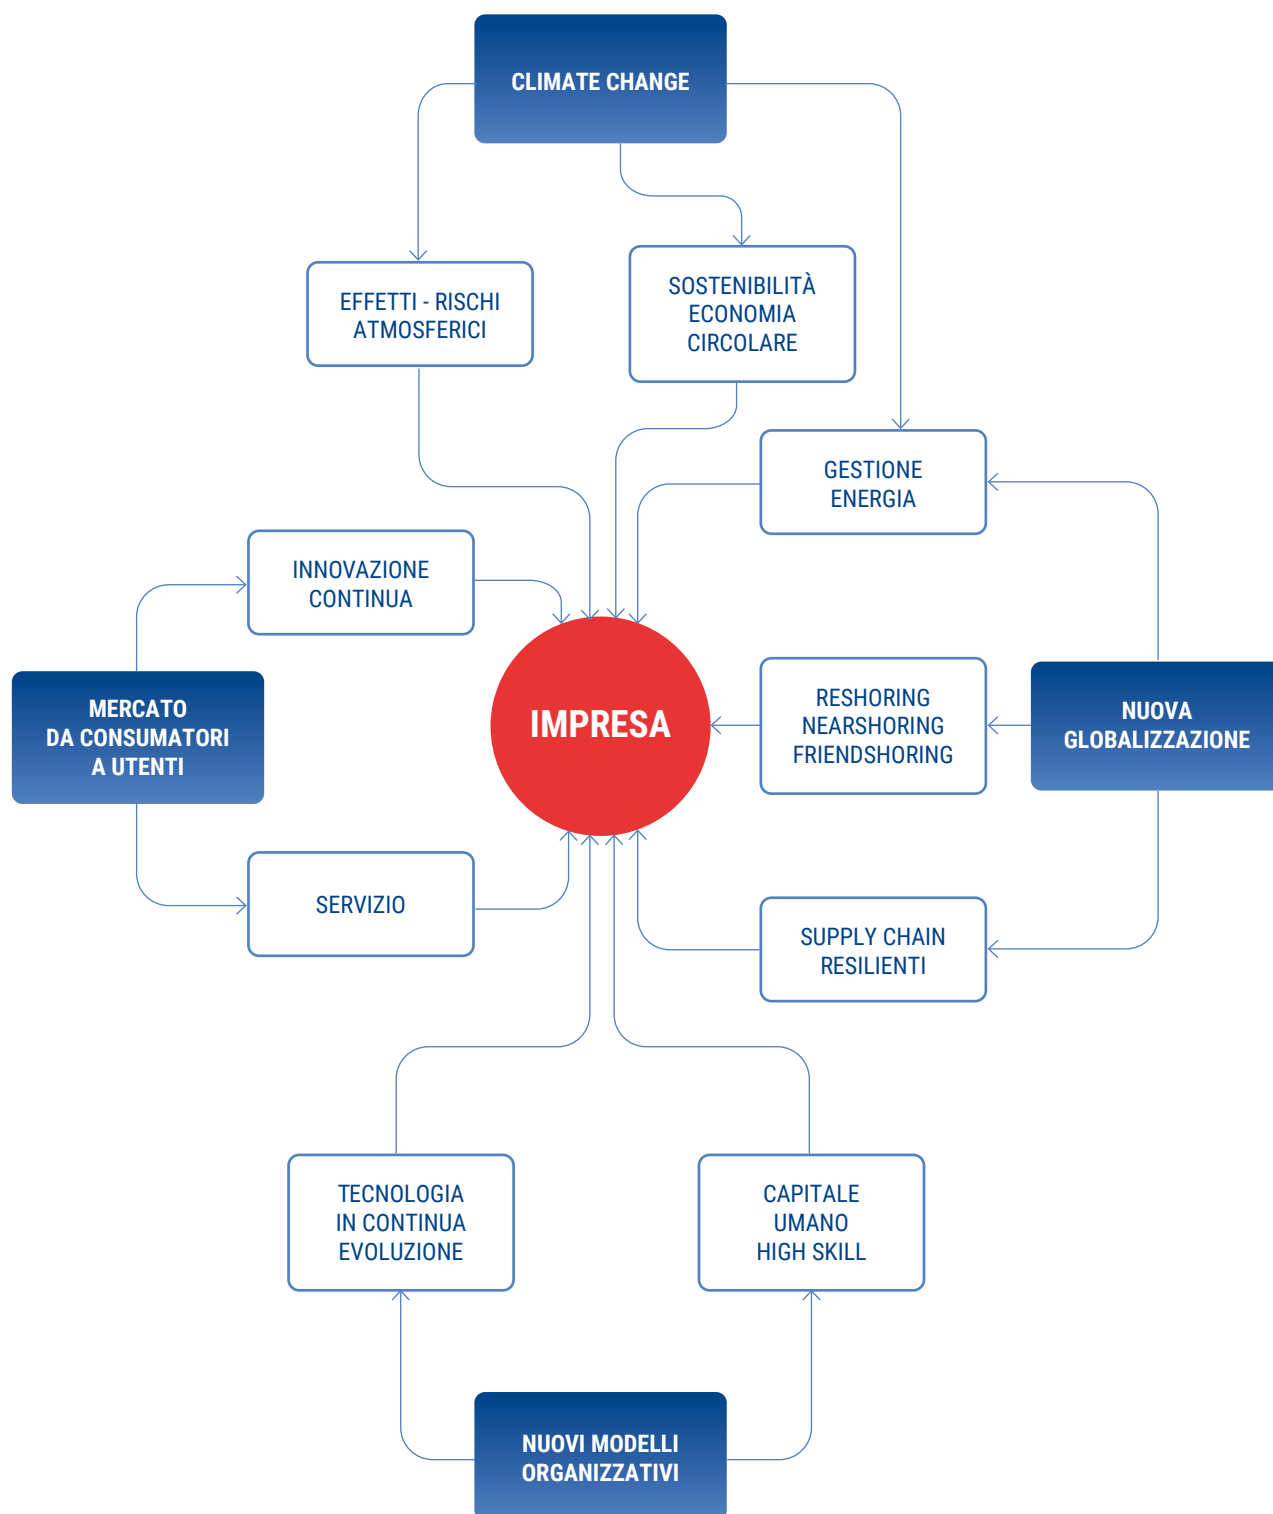 CLIMATE CHANGE
EFFETTI - RISCHI
ATMOSFERICI
SOSTENIBILITÀ
ECONOMIA
CIRCOLARE
GESTIONE
ENERGIA
INNOVAZIONE
CONTINUA
MERCATO
DA CONSUMATORI
A UTENTI
IMPRESA
RESHORING
NEARSHORING
FRIENDSHORING
NUOVA
GLOBALIZZAZIONE
SERVIZIO
SUPPLY CHAIN
RESILIENTI
TECNOLOGIA
IN CONTINUA
EVOLUZIONE
CAPITALE
UMANO
HIGH SKILL
NUOVI MODELLI
ORGANIZZATIVI